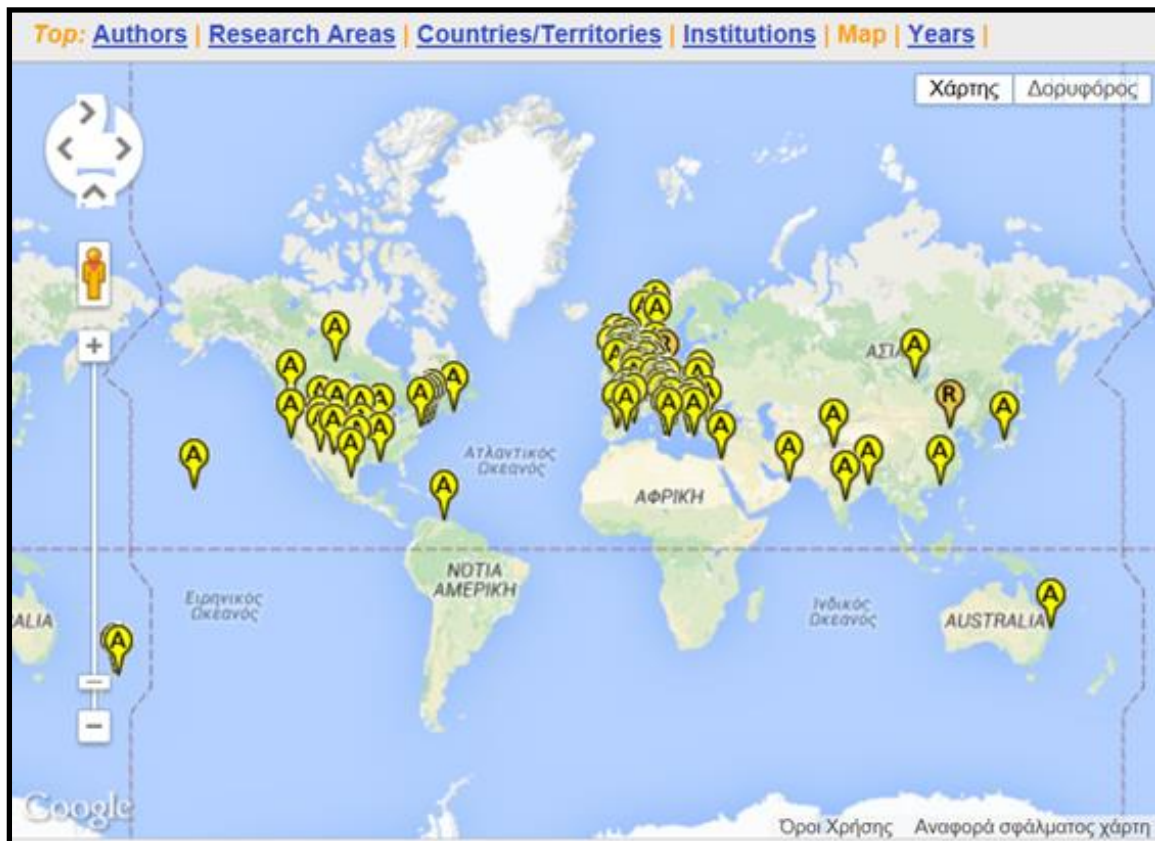 Top: Authors | Research Areas | Countries/Territories | Institutions | Map | Years |
Χάρτης Δορυφόρος
A
A
A
A
R
ΑΣΙΑ
A
A
A
A
R
A
A
A
A
Ατλαντικός
Ωκεανός
ΑΦΡΙΚΗ
A
A
A
A
A
A
ΝΟΤΙΑ
ΑΜΕΡΙΚΗ
Ειρηνικός
Ωκεανός
Ινδικός
Ωκεανός
A
AUSTRALIA
ALIA
A
Google
Όροι Χρήσης Αναφορά σφάλματος χάρτη